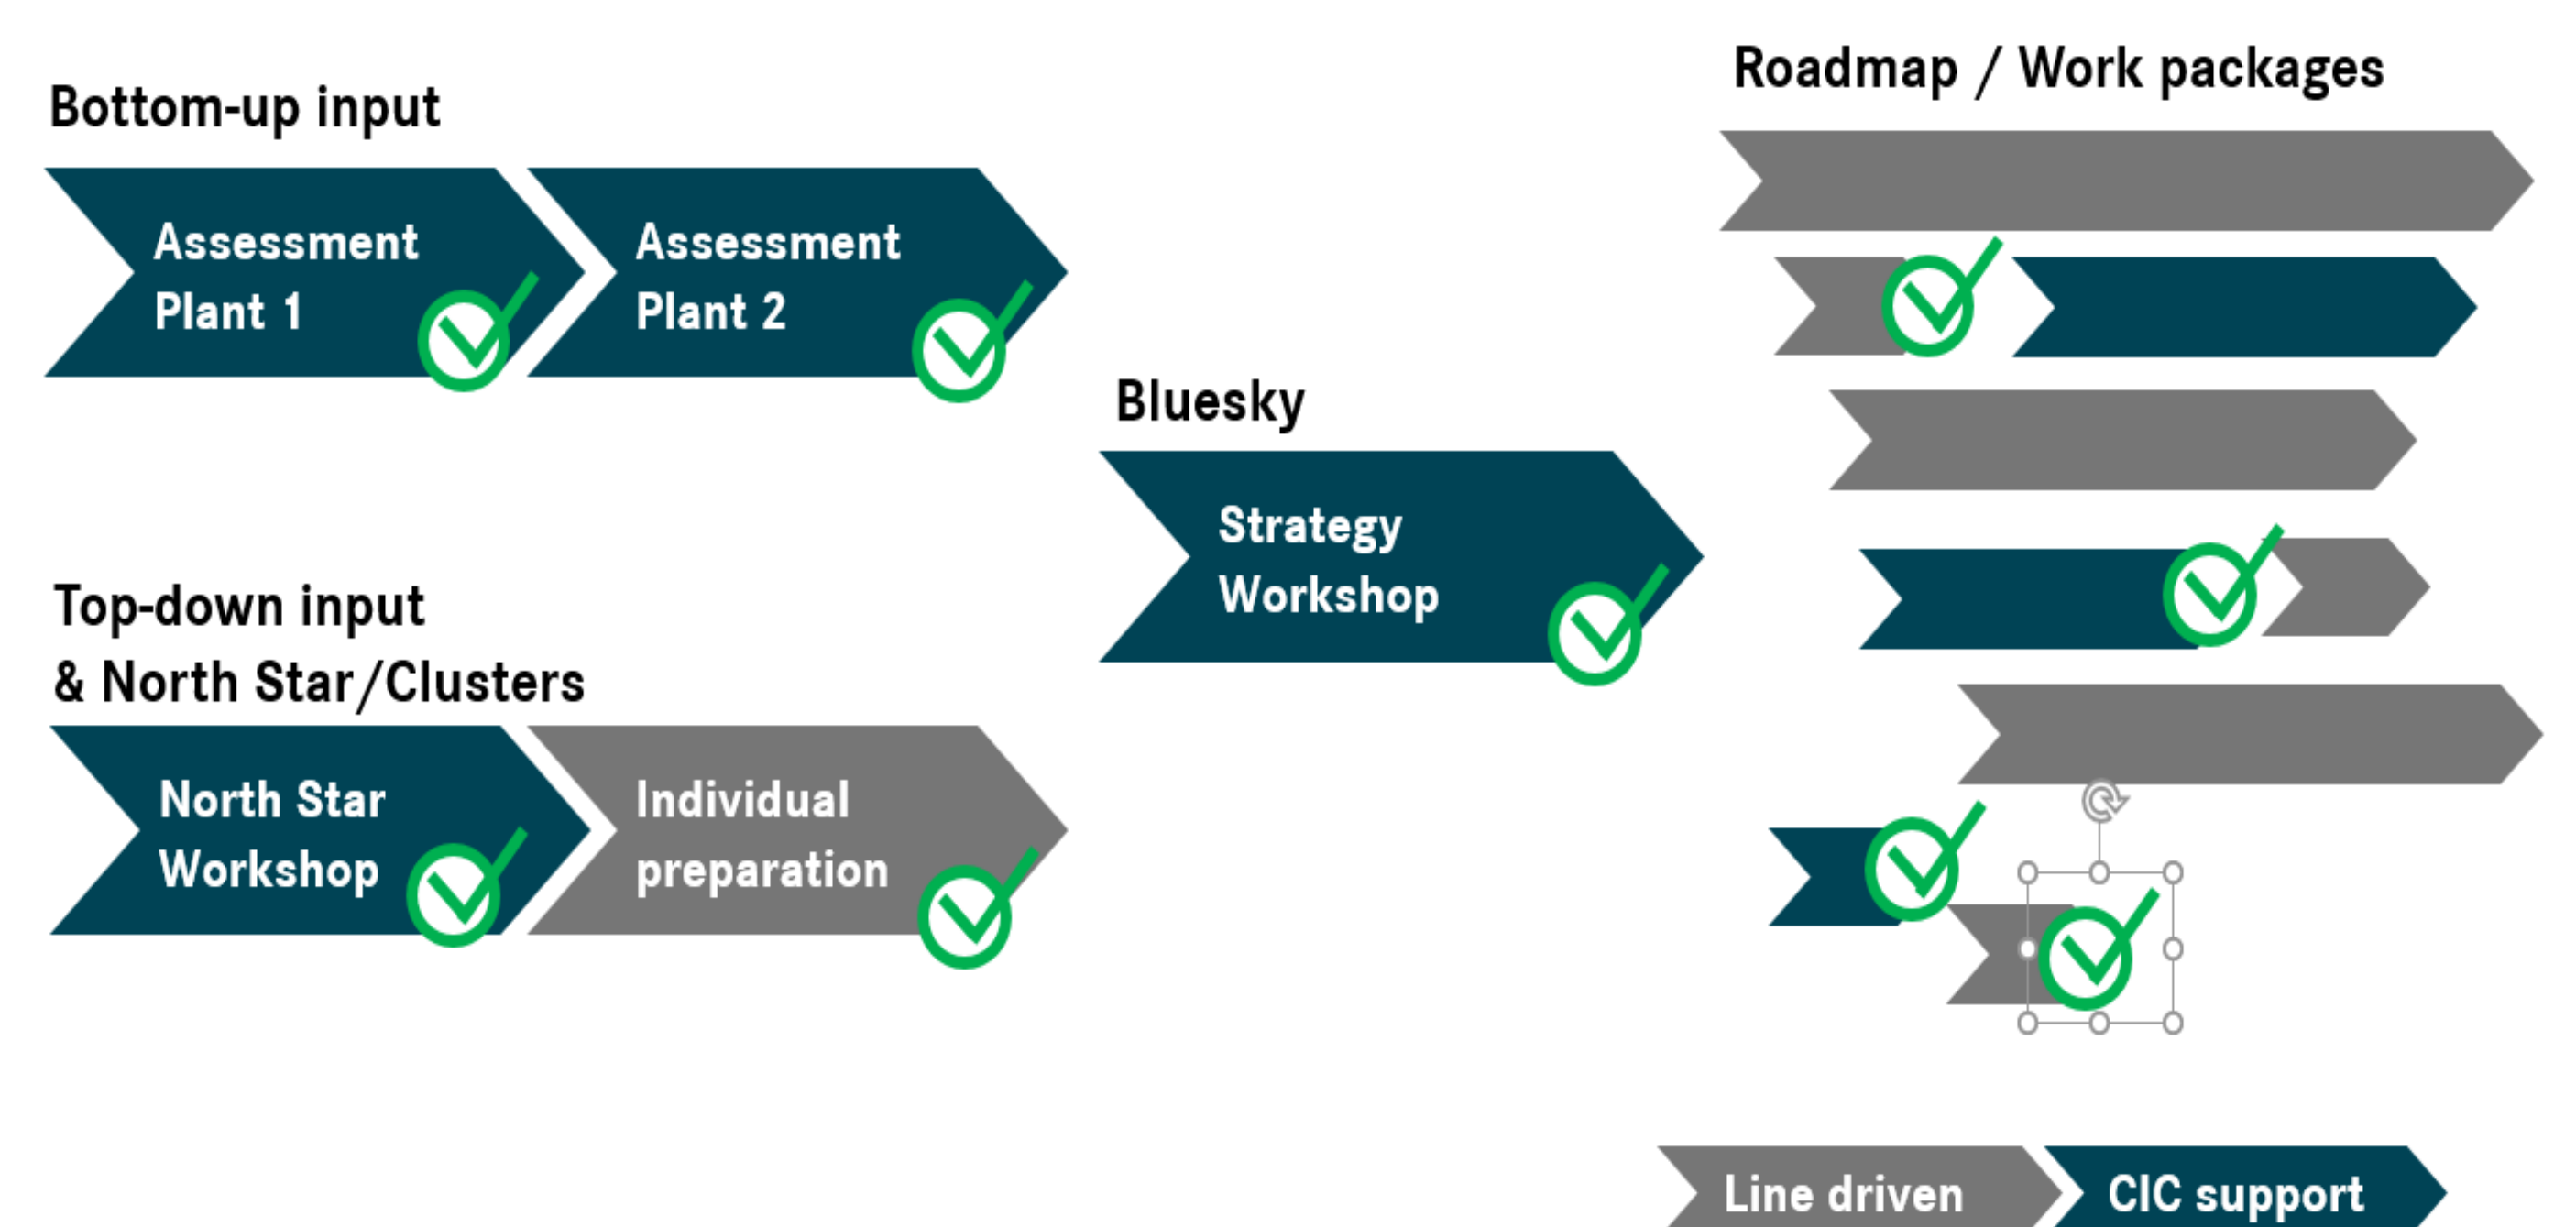 Bottom-up input
Assessment
Plant 1
Assessment
Plant 2
Top-down input
& North Star/Clusters
North Star
Workshop
Individual
preparation
Bluesky
Strategy
Workshop
Roadmap / Work packages
Line driven
CIC support